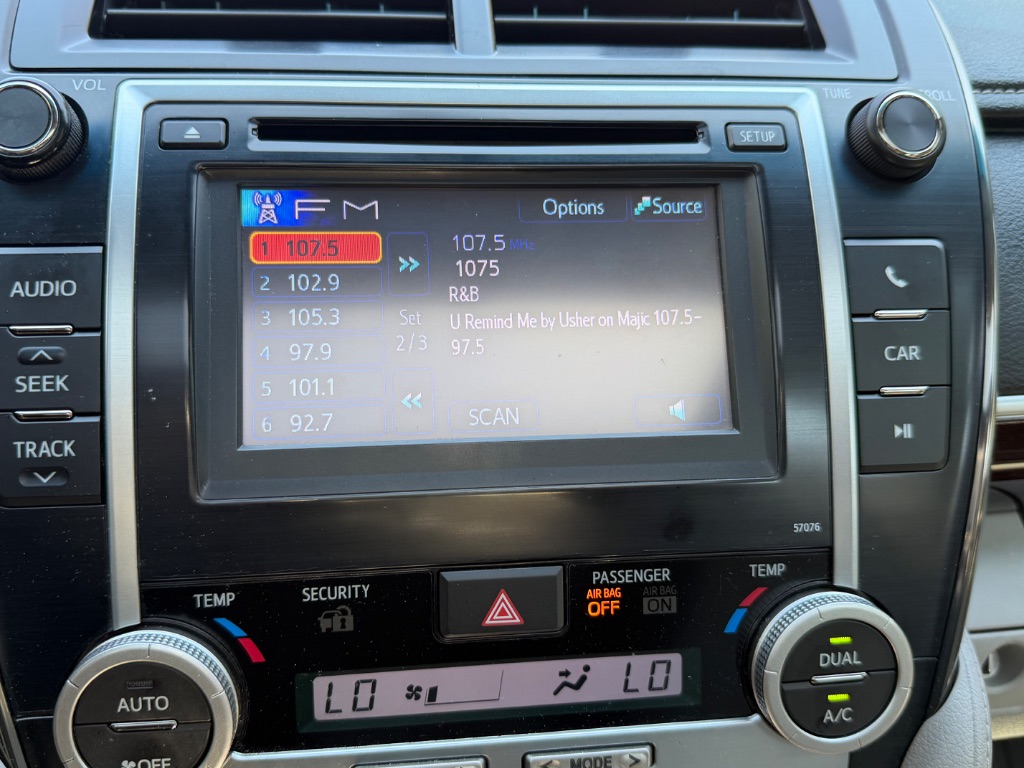 VOL
TUNE SCROLL
SETUP
FM
Options
Source
1 107.5
2 102.9
3 105.3
4 97.9
5 101.1
6 92.7
Set
2/3
107.5 MHz
1075
R&B
U Remind Me by Usher on Majic 107.5-
97.5
SCAN
AUDIO
SEEK
TRACK
CAR
57076
TEMP
SECURITY
PASSENGER
AIR BAG
OFF
AIR BAG
ON
TEMP
AUTO
OFF
LO
LO
DUAL
A/C
MODE